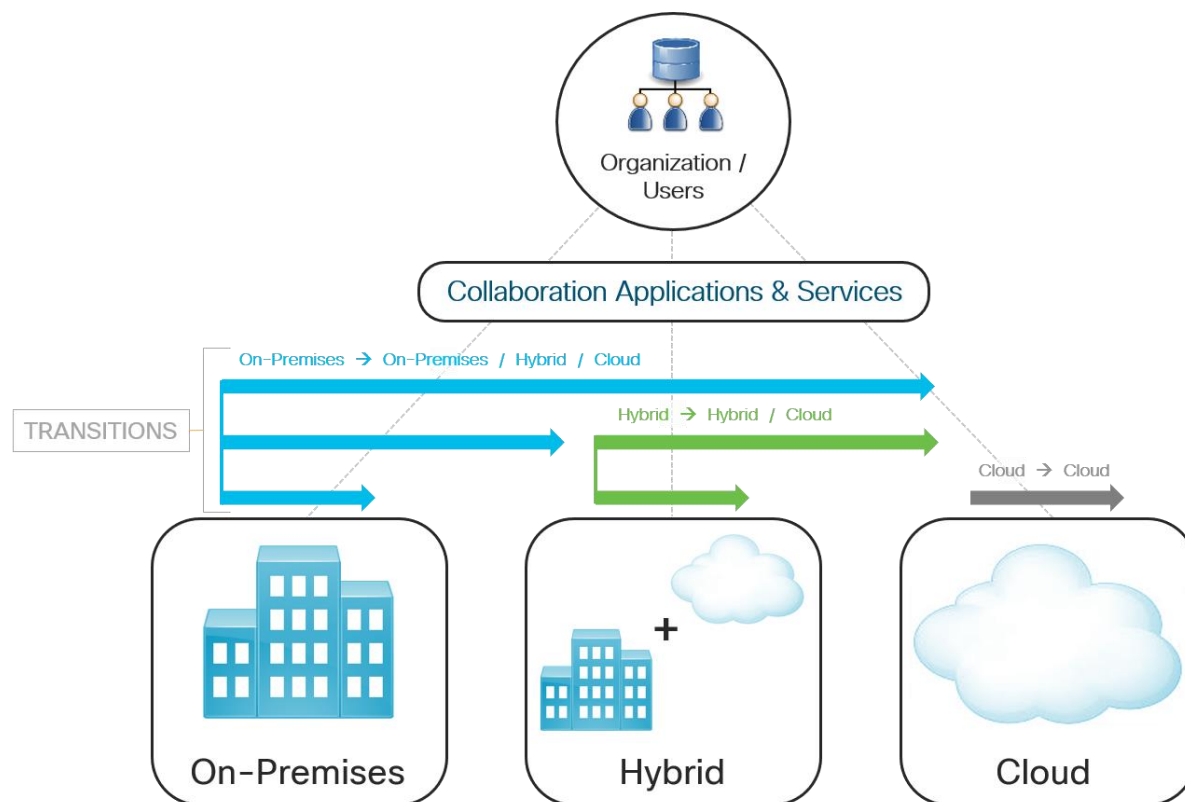 Organization /
Users
Collaboration Applications & Services
On-Premises → On-Premises / Hybrid / Cloud
Hybrid → Hybrid / Cloud
TRANSITIONS
Cloud → Cloud
+
On-Premises
Hybrid
Cloud